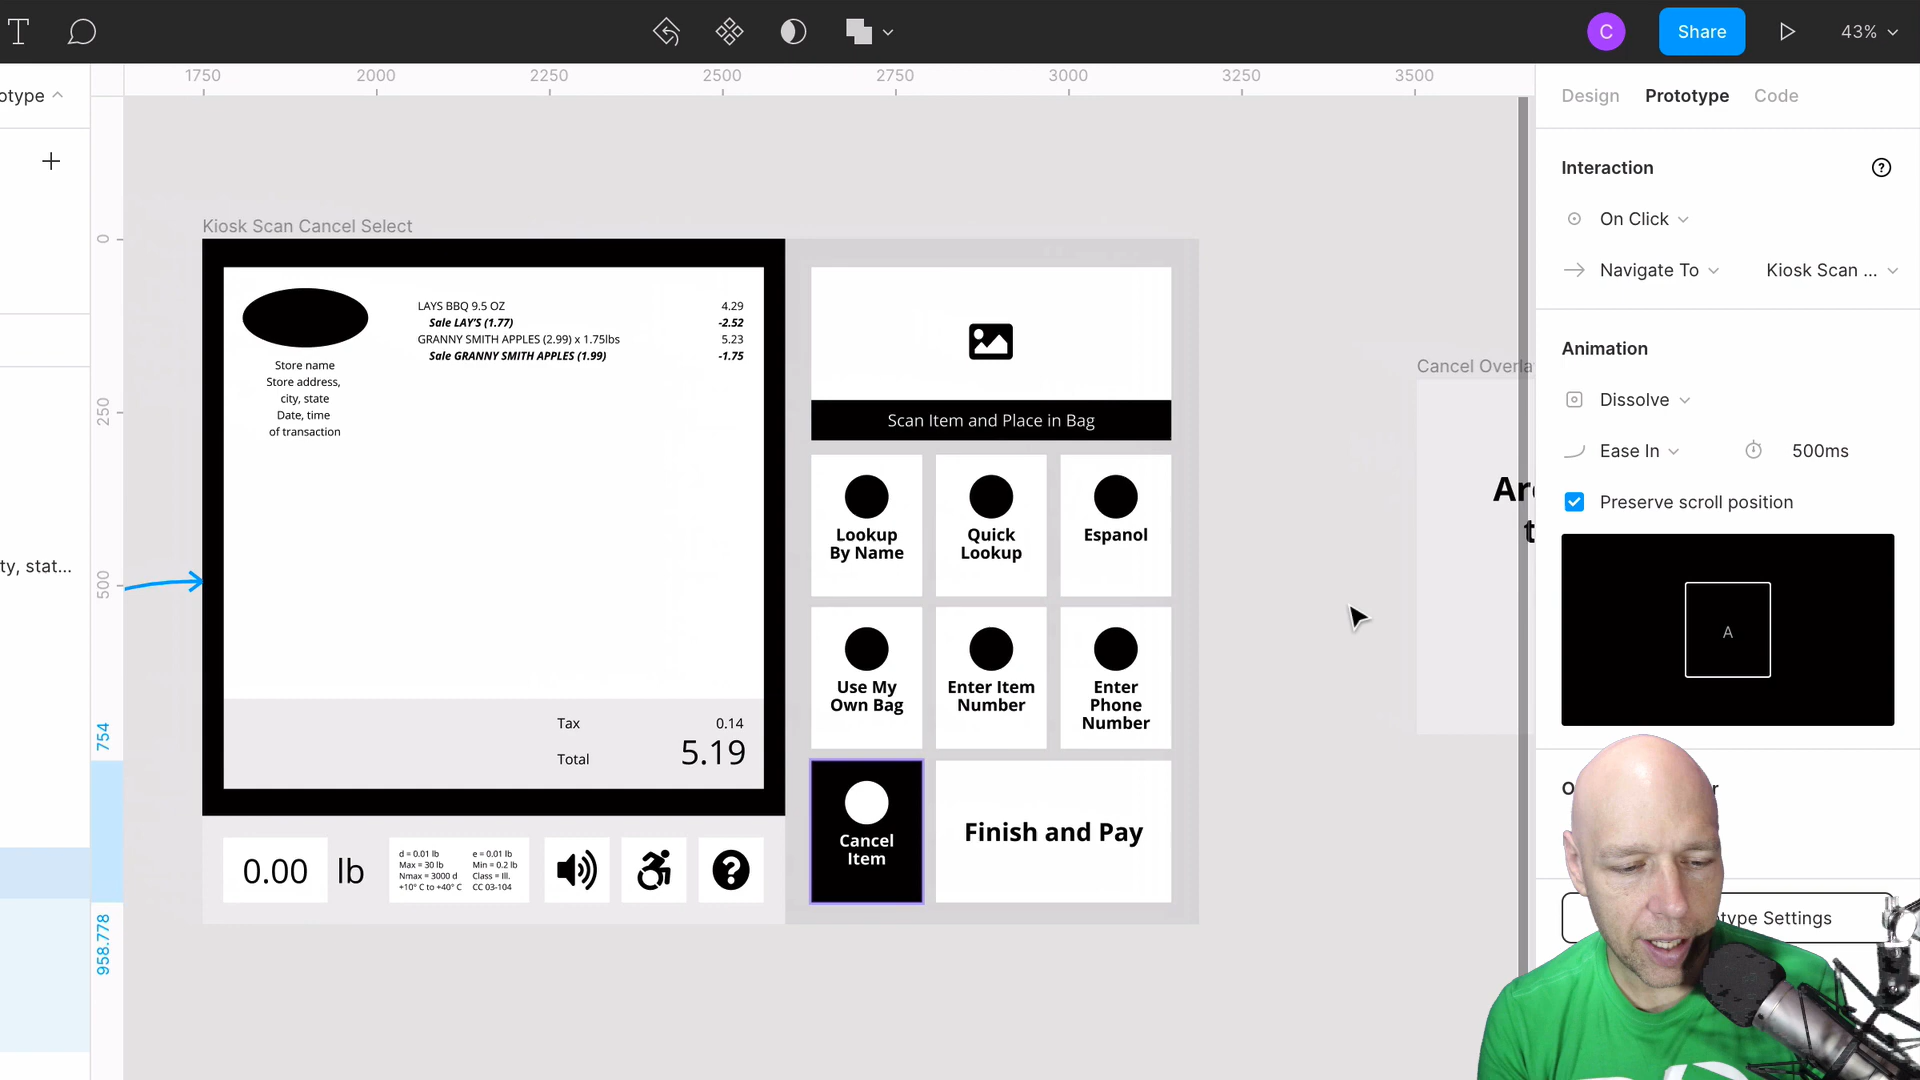 C
Share
43%
1750
2000
2250
2500
2750
3000
3250
3500
otype
Design
Prototype
Code
Interaction
On Click
Navigate To
Kiosk Scan ...
Animation
Dissolve
Ease In
500ms
Preserve scroll position
A
type Settings
ty, stat...
0
250
500
754
958.778
Kiosk Scan Cancel Select
LAYS BBQ 9.5 OZ 4.29
Sale LAY'S (1.77) -2.52
GRANNY SMITH APPLES (2.99) x 1.75lbs 5.23
Sale GRANNY SMITH APPLES (1.99) -1.75
Store name
Store address,
city, state
Date, time
of transaction
Tax 0.14
Total 5.19
0.00 lb
d = 0.01 lb e = 0.01 lb
Max = 30 lb Min = 0.2 lb
Nmax = 3000 d Class = III.
+10° C to +40° C CC 03-104
Scan Item and Place in Bag
Lookup
By Name
Quick
Lookup
Espanol
Use My
Own Bag
Enter Item
Number
Enter
Phone
Number
Cancel
Item
Finish and Pay
Cancel Overla
Are
t